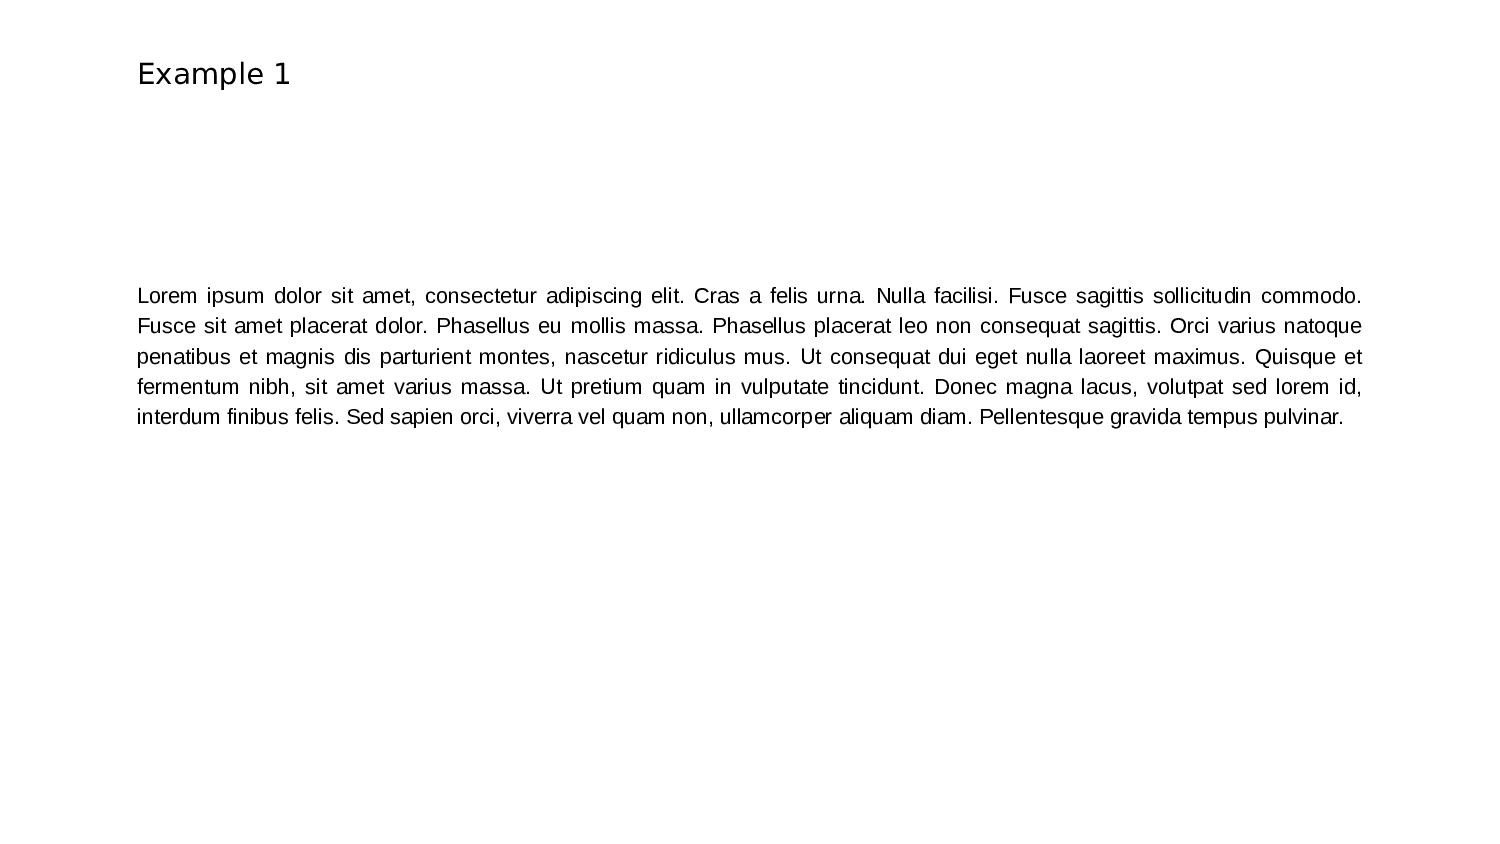 Example 1
Lorem ipsum dolor sit amet, consectetur adipiscing elit. Cras a felis urna. Nulla facilisi. Fusce sagittis sollicitudin commodo.
Fusce sit amet placerat dolor. Phasellus eu mollis massa. Phasellus placerat leo non consequat sagittis. Orci varius natoque
penatibus et magnis dis parturient montes, nascetur ridiculus mus. Ut consequat dui eget nulla laoreet maximus. Quisque et
fermentum nibh, sit amet varius massa. Ut pretium quam in vulputate tincidunt. Donec magna lacus, volutpat sed lorem id,
interdum finibus felis. Sed sapien orci, viverra vel quam non, ullamcorper aliquam diam. Pellentesque gravida tempus pulvinar.